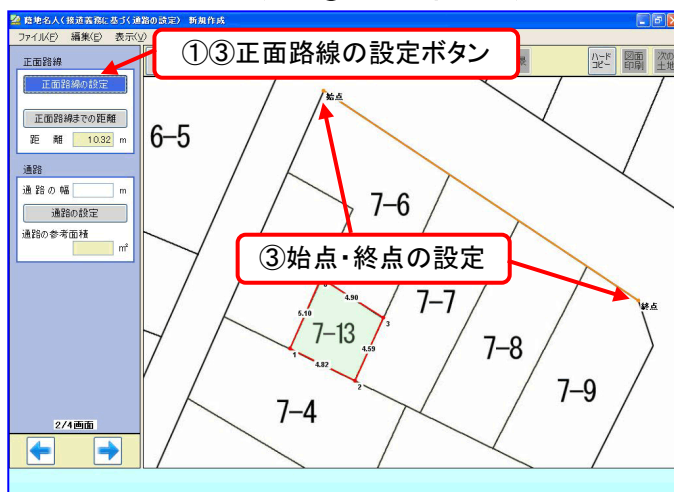 陸地名人(接道義務に基づく通路の設定) 新規作成
ファイル(F) 編集(E) 表示(V)
①③正面路線の設定ボタン
ハードコピー
図面印刷
次の土地
正面路線
正面路線の設定
正面路線までの距離
距 離 10.32 m
通路
通路の幅 m
通路の設定
通路の参考面積
㎡
始点
6-5
7-6
③始点・終点の設定
4.90
7-7
終点
5.10
3
7-13
1
4.59
4.82
2
7-8
7-9
7-4
2/4画面